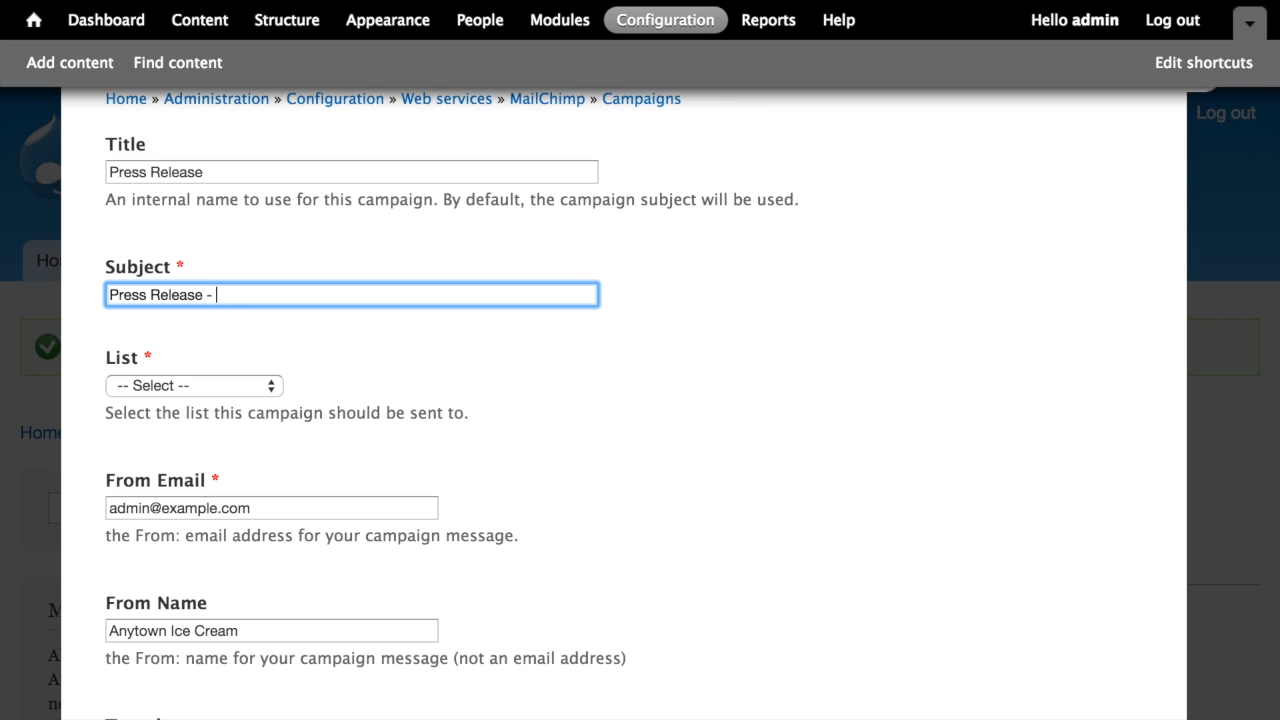 Dashboard Content Structure Appearance People Modules Configuration Reports Help Hello admin Log out
Add content Find content Edit shortcuts
Home » Administration » Configuration » Web services » MailChimp » Campaigns
Log out
Title
Press Release
An internal name to use for this campaign. By default, the campaign subject will be used.
Subject *
Press Release -
List *
-- Select --
Select the list this campaign should be sent to.
Home
From Email *
admin@example.com
the From: email address for your campaign message.
From Name
Anytown Ice Cream
the From: name for your campaign message (not an email address)